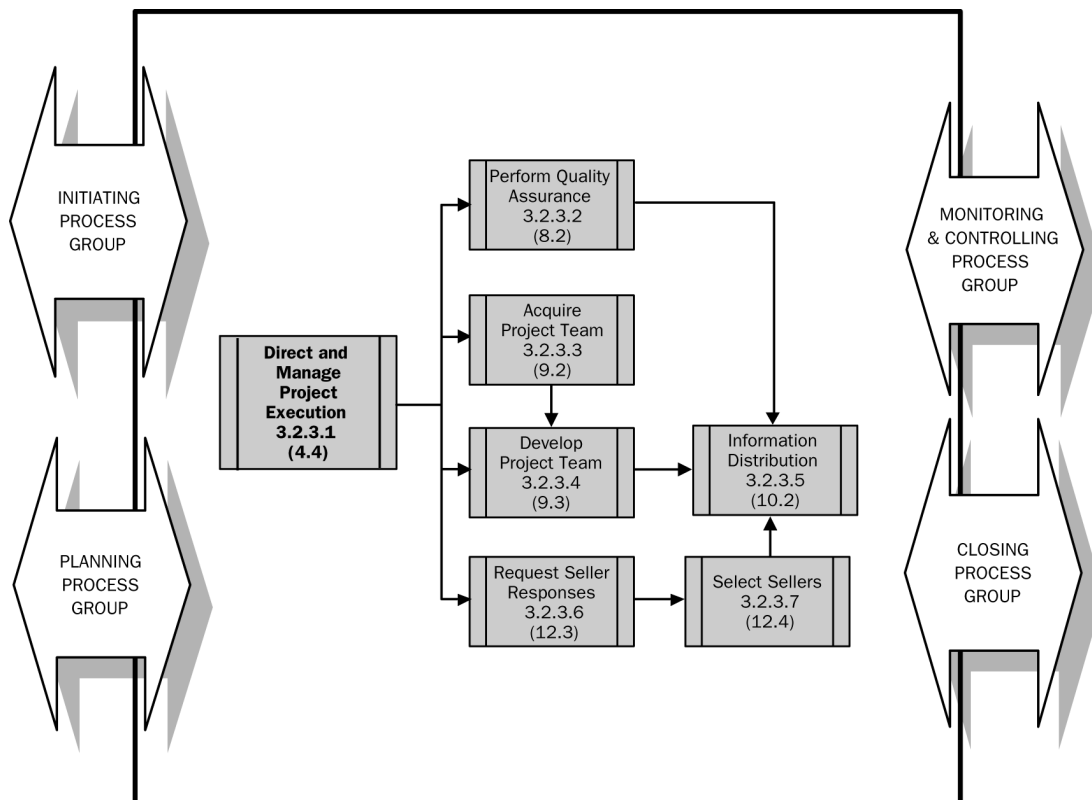 INITIATING
PROCESS
GROUP
Perform Quality
Assurance
3.2.3.2
(8.2)
MONITORING
& CONTROLLING
PROCESS
GROUP
Acquire
Project Team
3.2.3.3
(9.2)
Direct and
Manage
Project
Execution
3.2.3.1
(4.4)
Develop
Project Team
3.2.3.4
(9.3)
Information
Distribution
3.2.3.5
(10.2)
PLANNING
PROCESS
GROUP
Request Seller
Responses
3.2.3.6
(12.3)
Select Sellers
3.2.3.7
(12.4)
CLOSING
PROCESS
GROUP